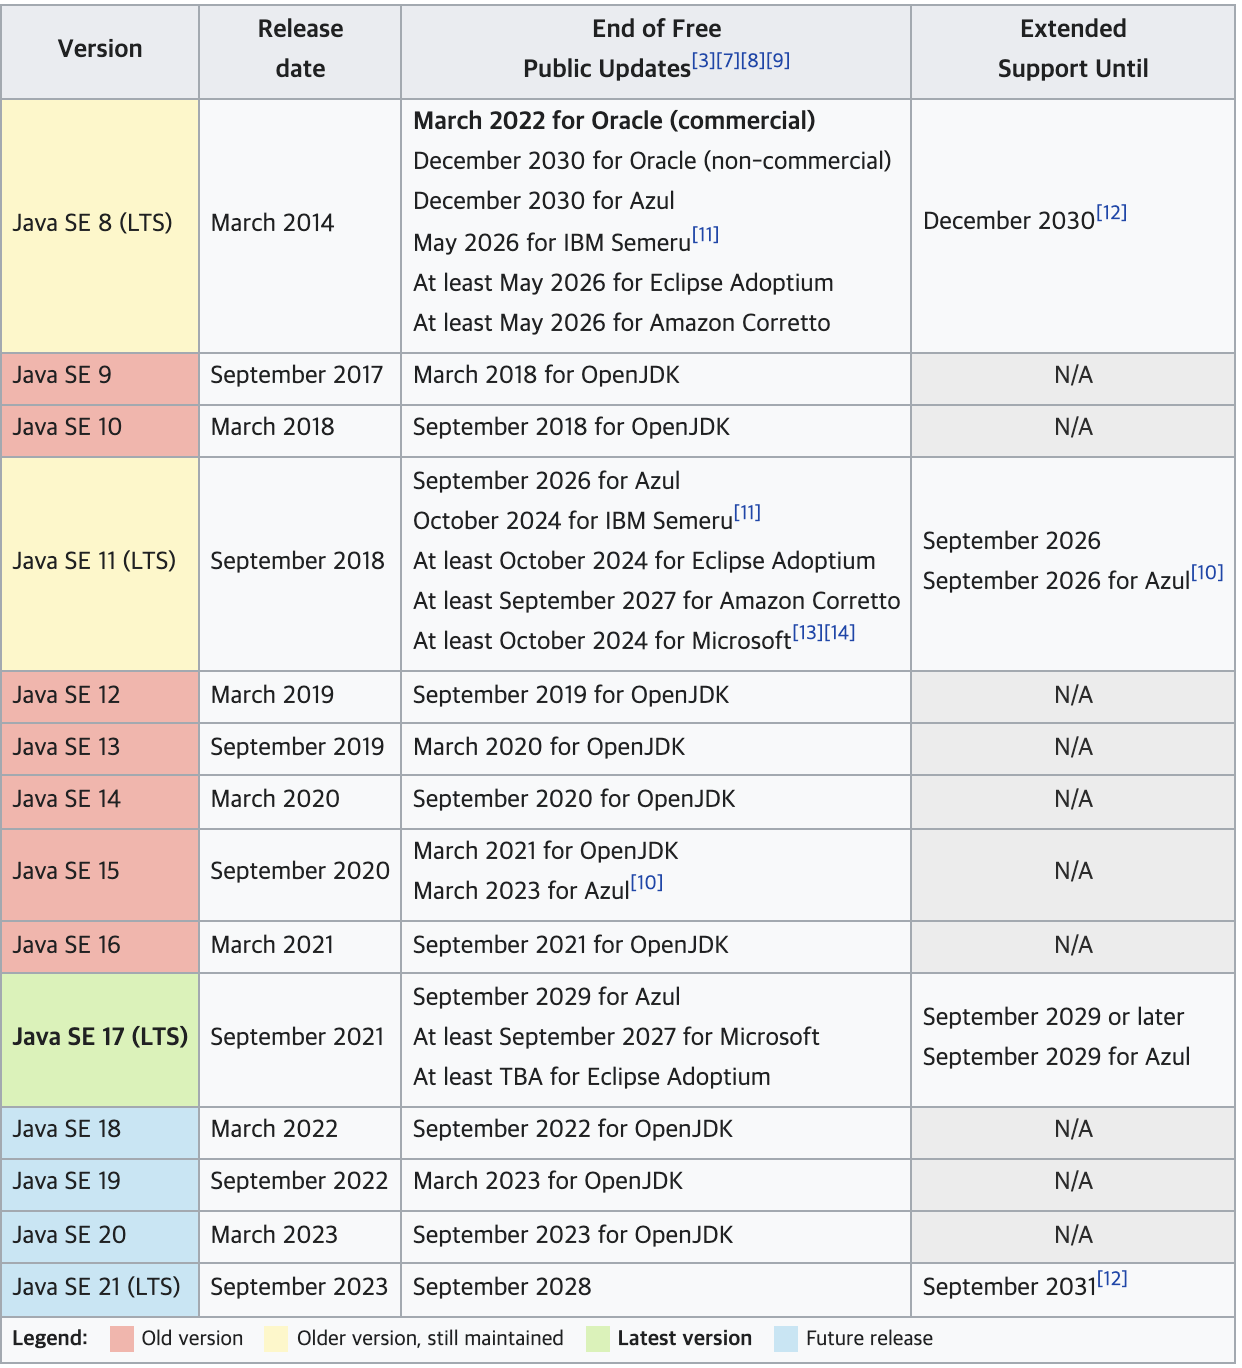 Version
Release
date
End of Free
Public Updates[3][7][8][9]
Extended
Support Until
Java SE 8 (LTS)
March 2014
March 2022 for Oracle (commercial)
December 2030 for Oracle (non-commercial)
December 2030 for Azul
May 2026 for IBM Semeru[11]
At least May 2026 for Eclipse Adoptium
At least May 2026 for Amazon Corretto
December 2030[12]
Java SE 9
September 2017
March 2018 for OpenJDK
N/A
Java SE 10
March 2018
September 2018 for OpenJDK
N/A
Java SE 11 (LTS)
September 2018
September 2026 for Azul
October 2024 for IBM Semeru[11]
At least October 2024 for Eclipse Adoptium
At least September 2027 for Amazon Corretto
At least October 2024 for Microsoft[13][14]
September 2026
September 2026 for Azul[10]
Java SE 12
March 2019
September 2019 for OpenJDK
N/A
Java SE 13
September 2019
March 2020 for OpenJDK
N/A
Java SE 14
March 2020
September 2020 for OpenJDK
N/A
Java SE 15
September 2020
March 2021 for OpenJDK
March 2023 for Azul[10]
N/A
Java SE 16
March 2021
September 2021 for OpenJDK
N/A
Java SE 17 (LTS)
September 2021
September 2029 for Azul
At least September 2027 for Microsoft
At least TBA for Eclipse Adoptium
September 2029 or later
September 2029 for Azul
Java SE 18
March 2022
September 2022 for OpenJDK
N/A
Java SE 19
September 2022
March 2023 for OpenJDK
N/A
Java SE 20
March 2023
September 2023 for OpenJDK
N/A
Java SE 21 (LTS)
September 2023
September 2028
September 2031[12]
Legend: Old version Older version, still maintained Latest version Future release